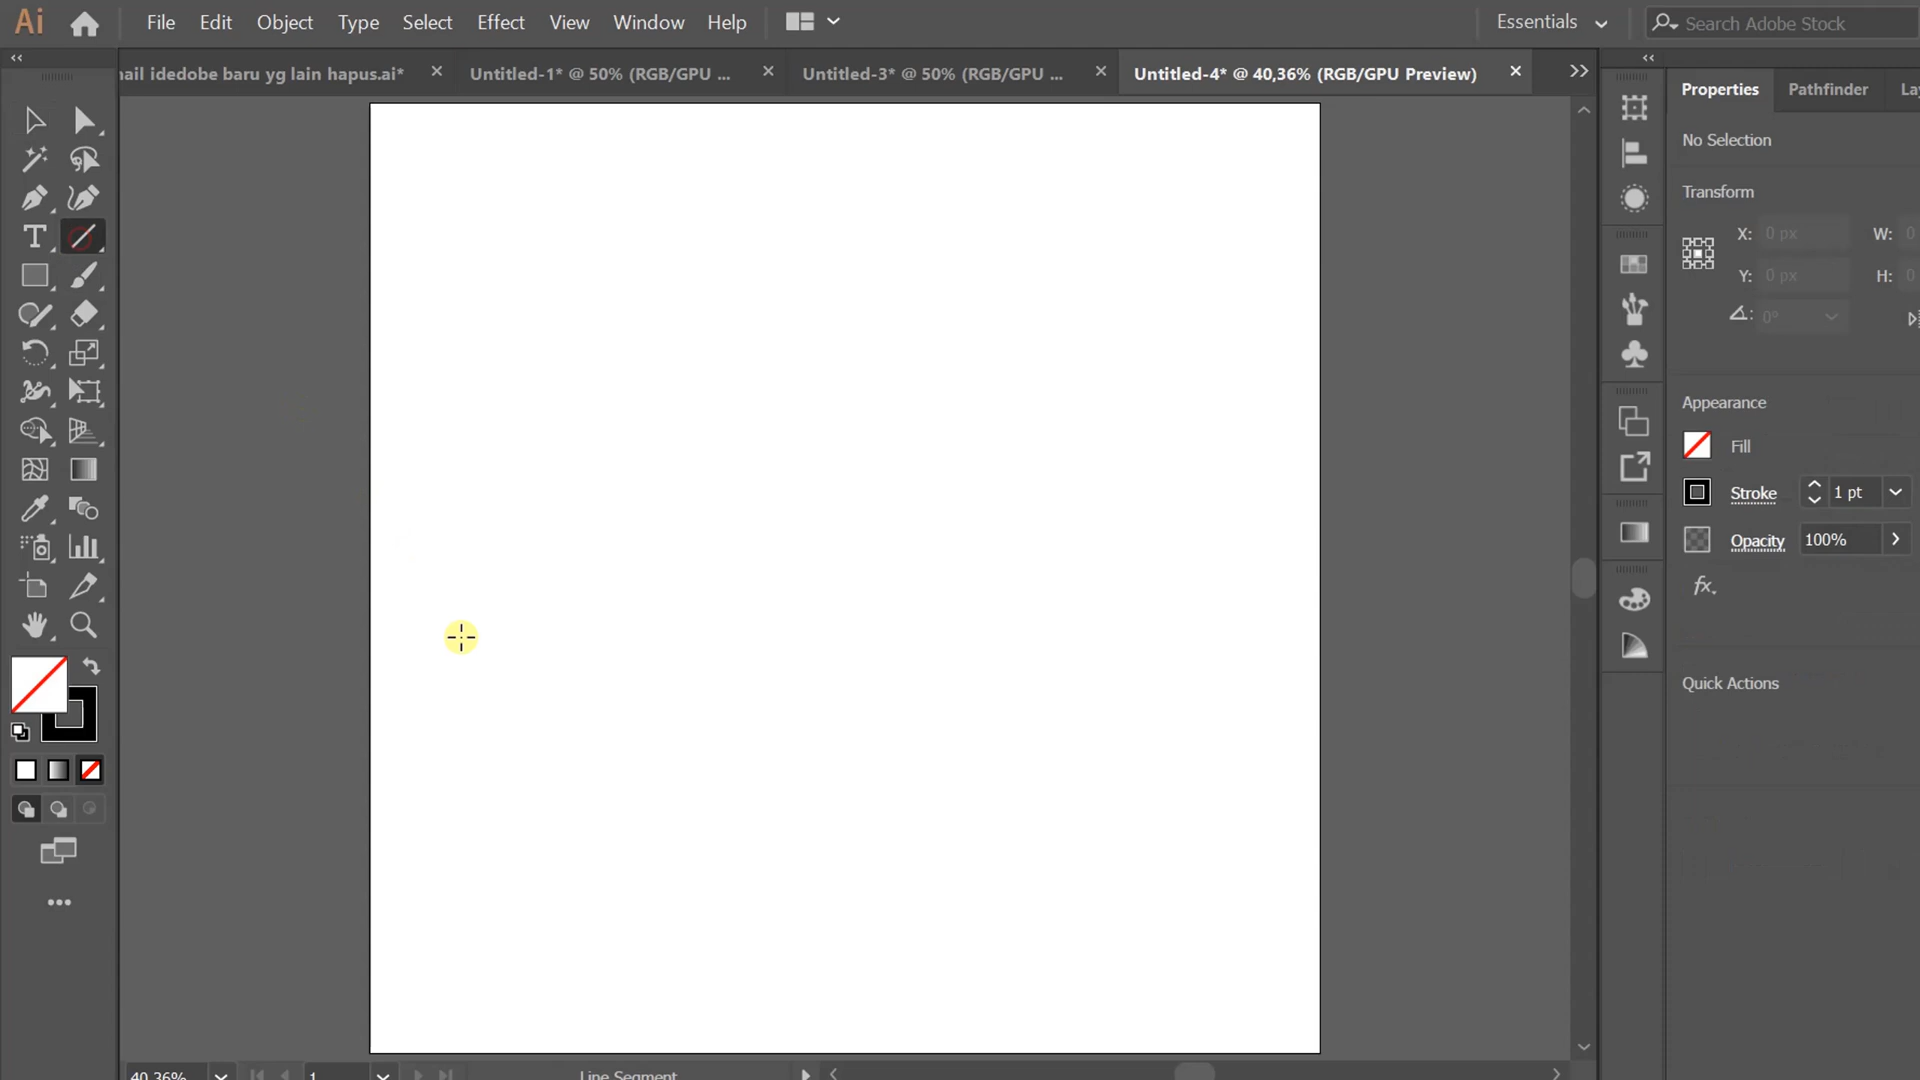 Ai File Edit Object Type Select Effect View Window Help Essentials Search Adobe Stock
nail idedobe baru yg lain hapus.ai* Untitled-1* @ 50% (RGB/GPU ... Untitled-3* @ 50% (RGB/GPU ... Untitled-4* @ 40,36% (RGB/GPU Preview)
Properties Pathfinder Lay
No Selection
Transform
X: 0 px W: 0
Y: 0 px H: 0
0°
Appearance
Fill
Stroke 1 pt
Opacity 100%
fx
Quick Actions
T
40,36% 1 Line Segment